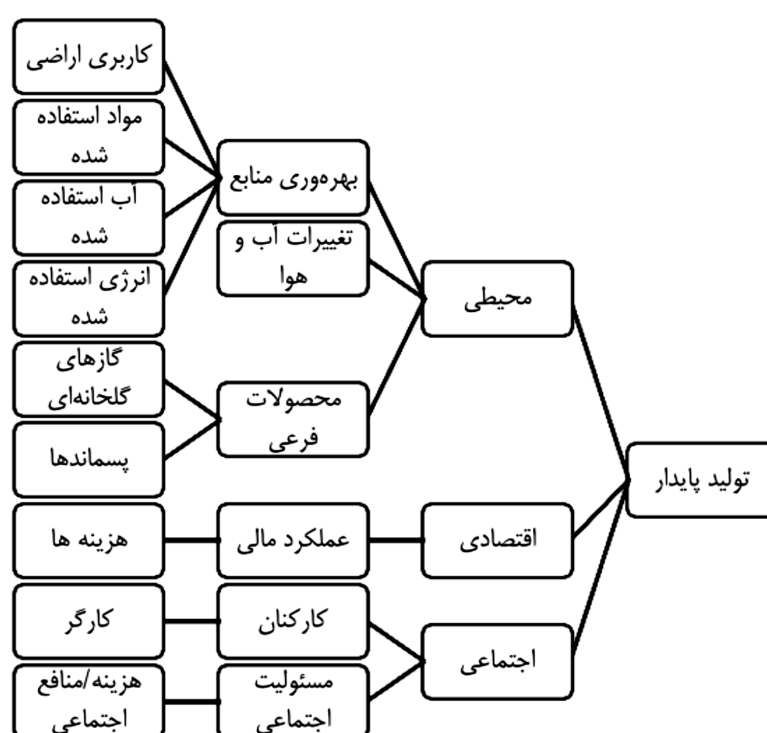 تولید پایدار
محیطی
اقتصادی
اجتماعی
بهره‌وری منابع
تغییرات آب و
هوا
محصولات
فرعی
عملکرد مالی
کارکنان
مسئولیت
اجتماعی
کاربری اراضی
مواد استفاده
شده
آب استفاده
شده
انرژی استفاده
شده
گازهای
گلخانه‌ای
پسماندها
هزینه ها
کارگر
هزینه/منافع
اجتماعی